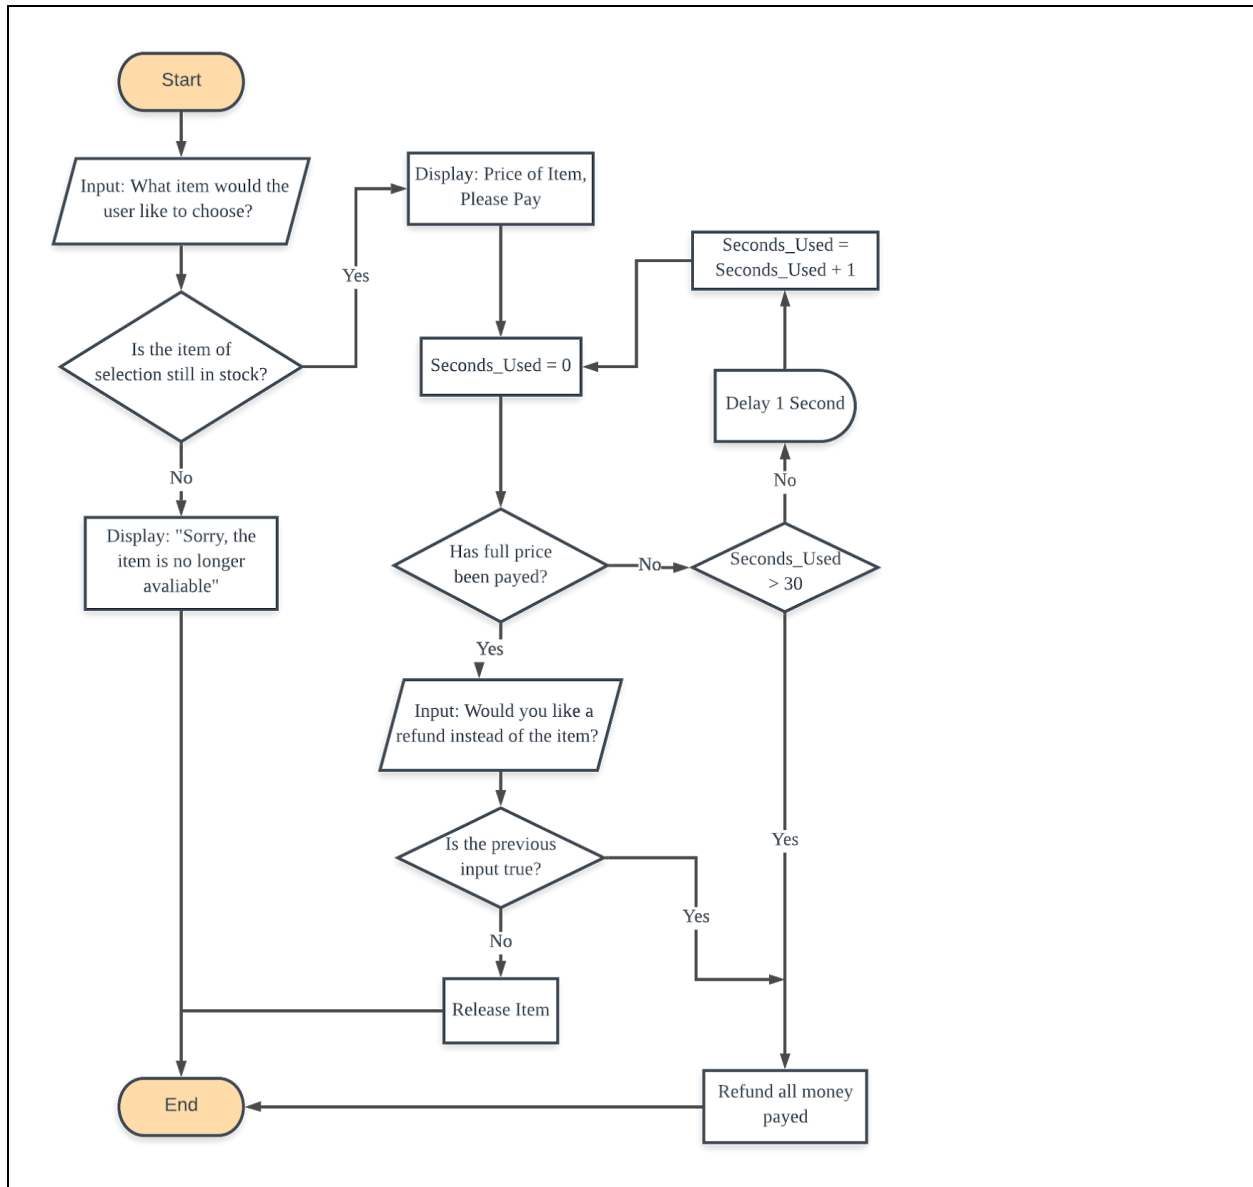 Start
Input: What item would the
user like to choose?
Is the item of
selection still in stock?
Yes
No
Display: "Sorry, the
item is no longer
avaliable"
Display: Price of Item,
Please Pay
Seconds_Used = 0
Seconds_Used =
Seconds_Used + 1
Delay 1 Second
No
Has full price
been payed?
No
Seconds_Used
> 30
Yes
Input: Would you like a
refund instead of the item?
Is the previous
input true?
Yes
Yes
No
Release Item
Refund all money
payed
End